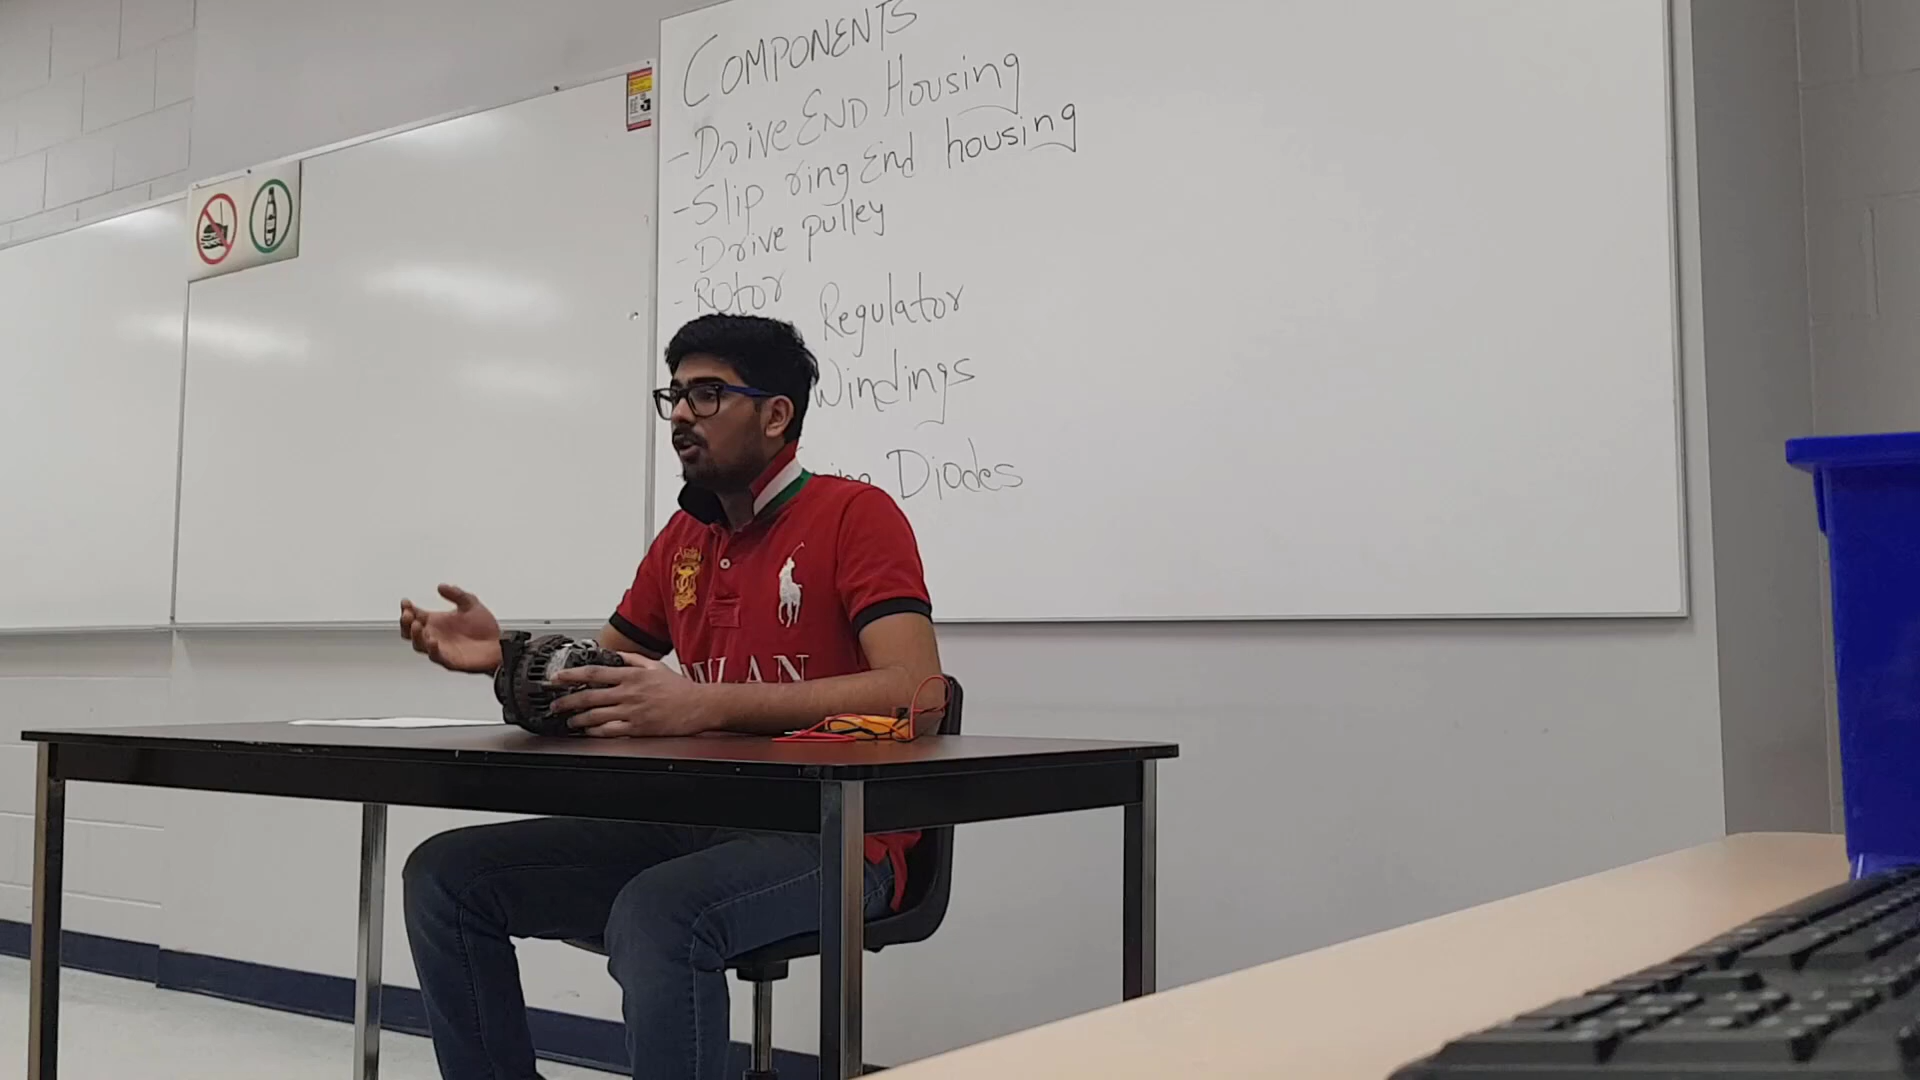 COMPONENTS
- Drive END Housing
- Slip ring End housing
- Drive pulley
- Rotor
Regulator
Windings
Diodes